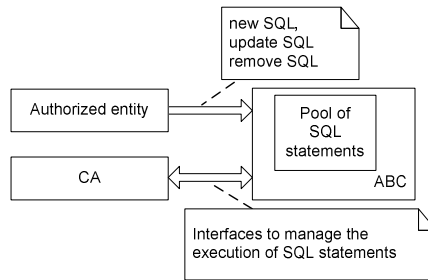 new SQL,
update SQL
remove SQL
Authorized entity
Pool of
SQL
statements
CA
ABC
Interfaces to manage the
execution of SQL statements